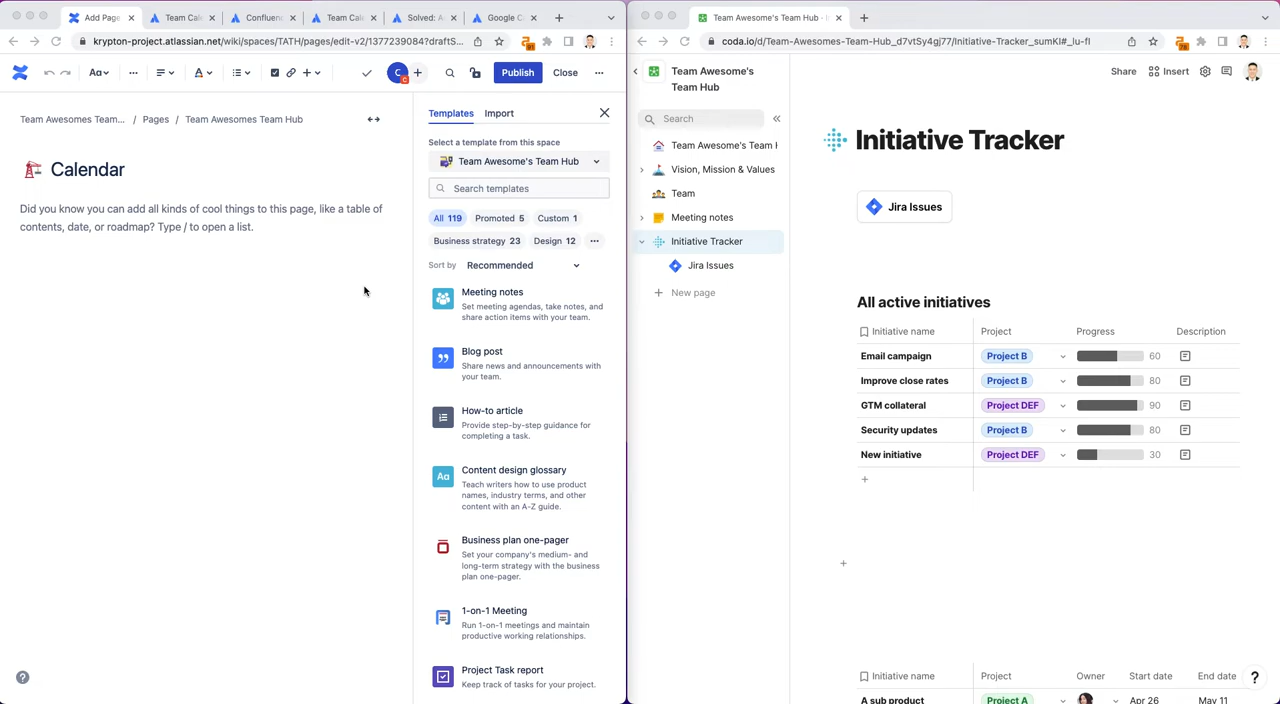 Add Page
Team Cale
Confluenc
Team Cale
Solved: Ad
Google Ca
krypton-project.atlassian.net/wiki/spaces/TATH/pages/edit-v2/1377239084?draftS...
Aa
A
C
C
Publish
Close
Team Awesomes Team... / Pages / Team Awesomes Team Hub
Calendar
Did you know you can add all kinds of cool things to this page, like a table of
contents, date, or roadmap? Type / to open a list.
Templates
Import
Select a template from this space
Team Awesome's Team Hub
Search templates
All 119
Promoted 5
Custom 1
Business strategy 23
Design 12
Sort by
Recommended
Meeting notes
Set meeting agendas, take notes, and
share action items with your team.
Blog post
Share news and announcements with
your team.
How-to article
Provide step-by-step guidance for
completing a task.
Aa
Content design glossary
Teach writers how to use product
names, industry terms, and other
content with an A-Z guide.
Business plan one-pager
Set your company's medium- and
long-term strategy with the business
plan one-pager.
1-on-1 Meeting
Run 1-on-1 meetings and maintain
productive working relationships.
Project Task report
Keep track of tasks for your project.
?
Team Awesome's Team Hub · I
coda.io/d/Team-Awesomes-Team-Hub_d7vtSy4gj77/Initiative-Tracker_sumKI#_lu-fI
Team Awesome's
Team Hub
Share
Insert
Search
Team Awesome's Team H
Vision, Mission & Values
Team
Meeting notes
Initiative Tracker
Jira Issues
New page
Initiative Tracker
Jira Issues
All active initiatives
Initiative name Project Progress Description
Email campaign Project B 60
Improve close rates Project B 80
GTM collateral Project DEF 90
Security updates Project B 80
New initiative Project DEF 30
Initiative name Project Owner Start date End date
A sub product Project A Apr 26 May 11
?